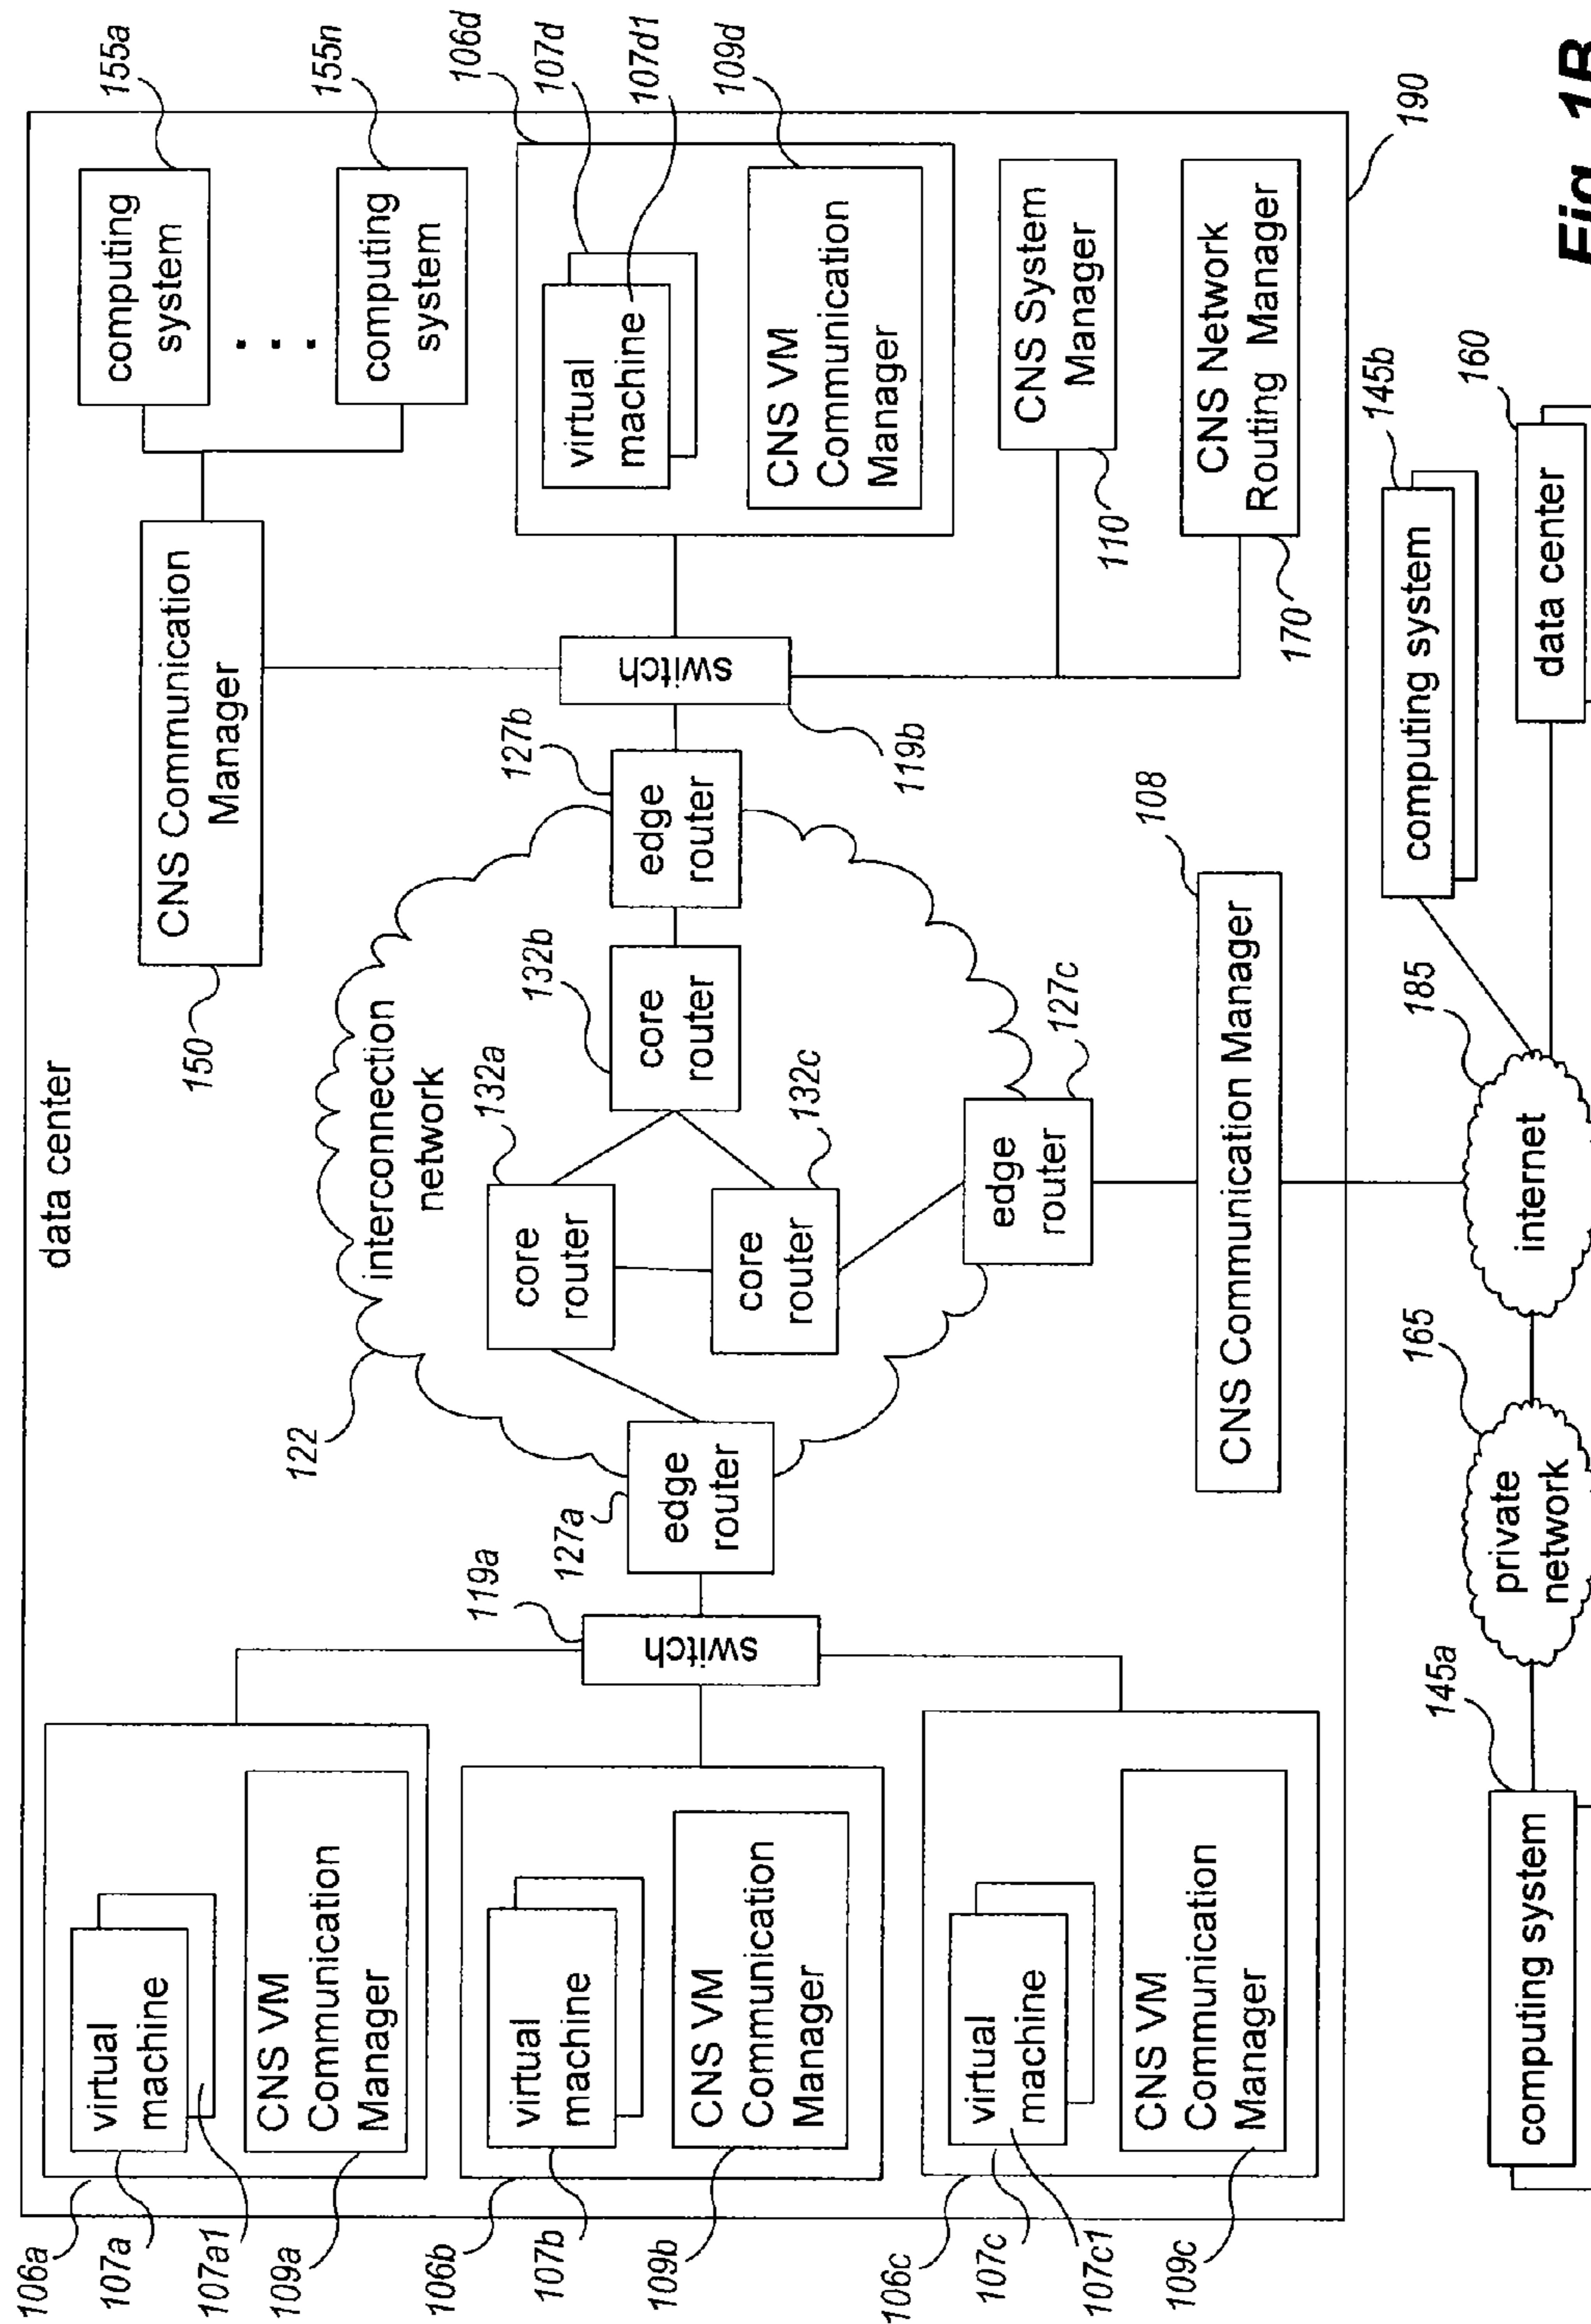 data center
106a
107a
107a1
109a
virtual
machine
CNS VM
Communication
Manager
106b
107b
109b
virtual
machine
CNS VM
Communication
Manager
106c
107c
107c1
109c
virtual
machine
CNS VM
Communication
Manager
119a
switch
127a
edge
router
122
interconnection
network
132a
core
router
132b
core
router
132c
core
router
127b
edge
router
127c
edge
router
119b
switch
150
CNS Communication
Manager
155a
computing
system
155n
computing
system
106d
107d
107d1
109d
virtual
machine
CNS VM
Communication
Manager
110
CNS System
Manager
170
CNS Network
Routing Manager
190
108
CNS Communication Manager
145a
computing system
165
private
network
185
internet
145b
computing system
160
data center
Fig. 1B